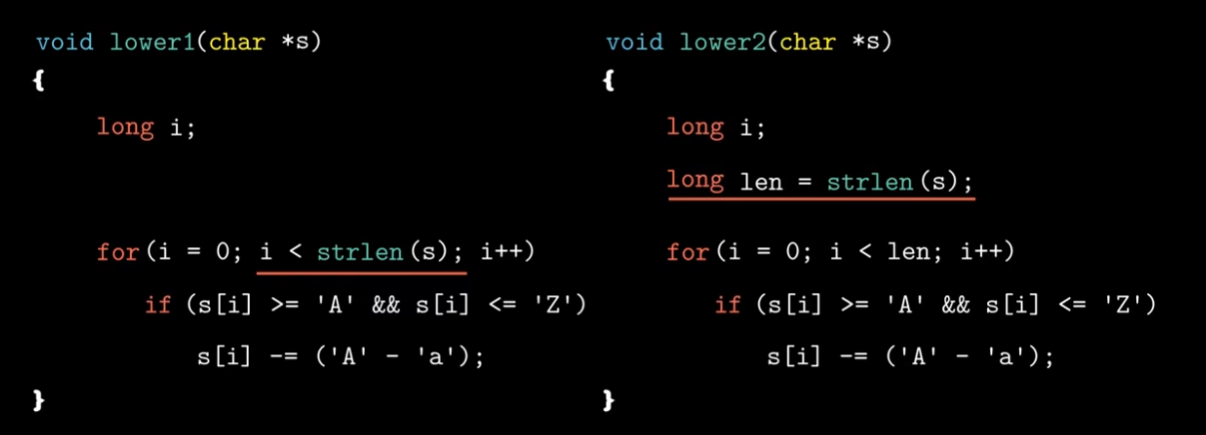 void lower1(char *s)
{
    long i;

    for(i = 0; i < strlen(s); i++)
        if (s[i] >= 'A' && s[i] <= 'Z')
            s[i] -= ('A' - 'a');
}
void lower2(char *s)
{
    long i;
    long len = strlen(s);

    for(i = 0; i < len; i++)
        if (s[i] >= 'A' && s[i] <= 'Z')
            s[i] -= ('A' - 'a');
}